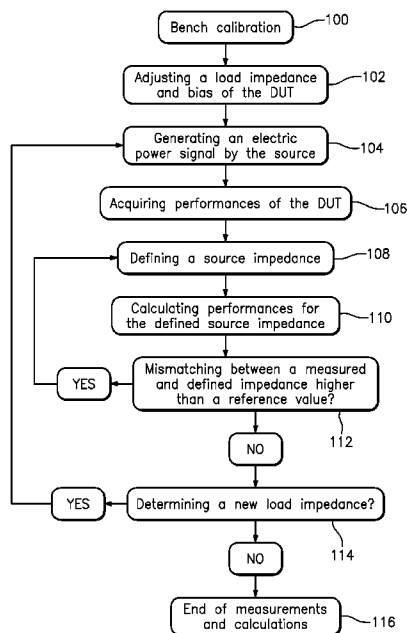 Bench calibration
100
Adjusting a load impedance
and bias of the DUT
102
Generating an electric
power signal by the source
104
Acquiring performances of the DUT
106
Defining a source impedance
108
Calculating performances for
the defined source impedance
110
Mismatching between a measured
and defined impedance higher
than a reference value?
YES
112
NO
YES
Determining a new load impedance?
114
NO
End of measurements
and calculations
116